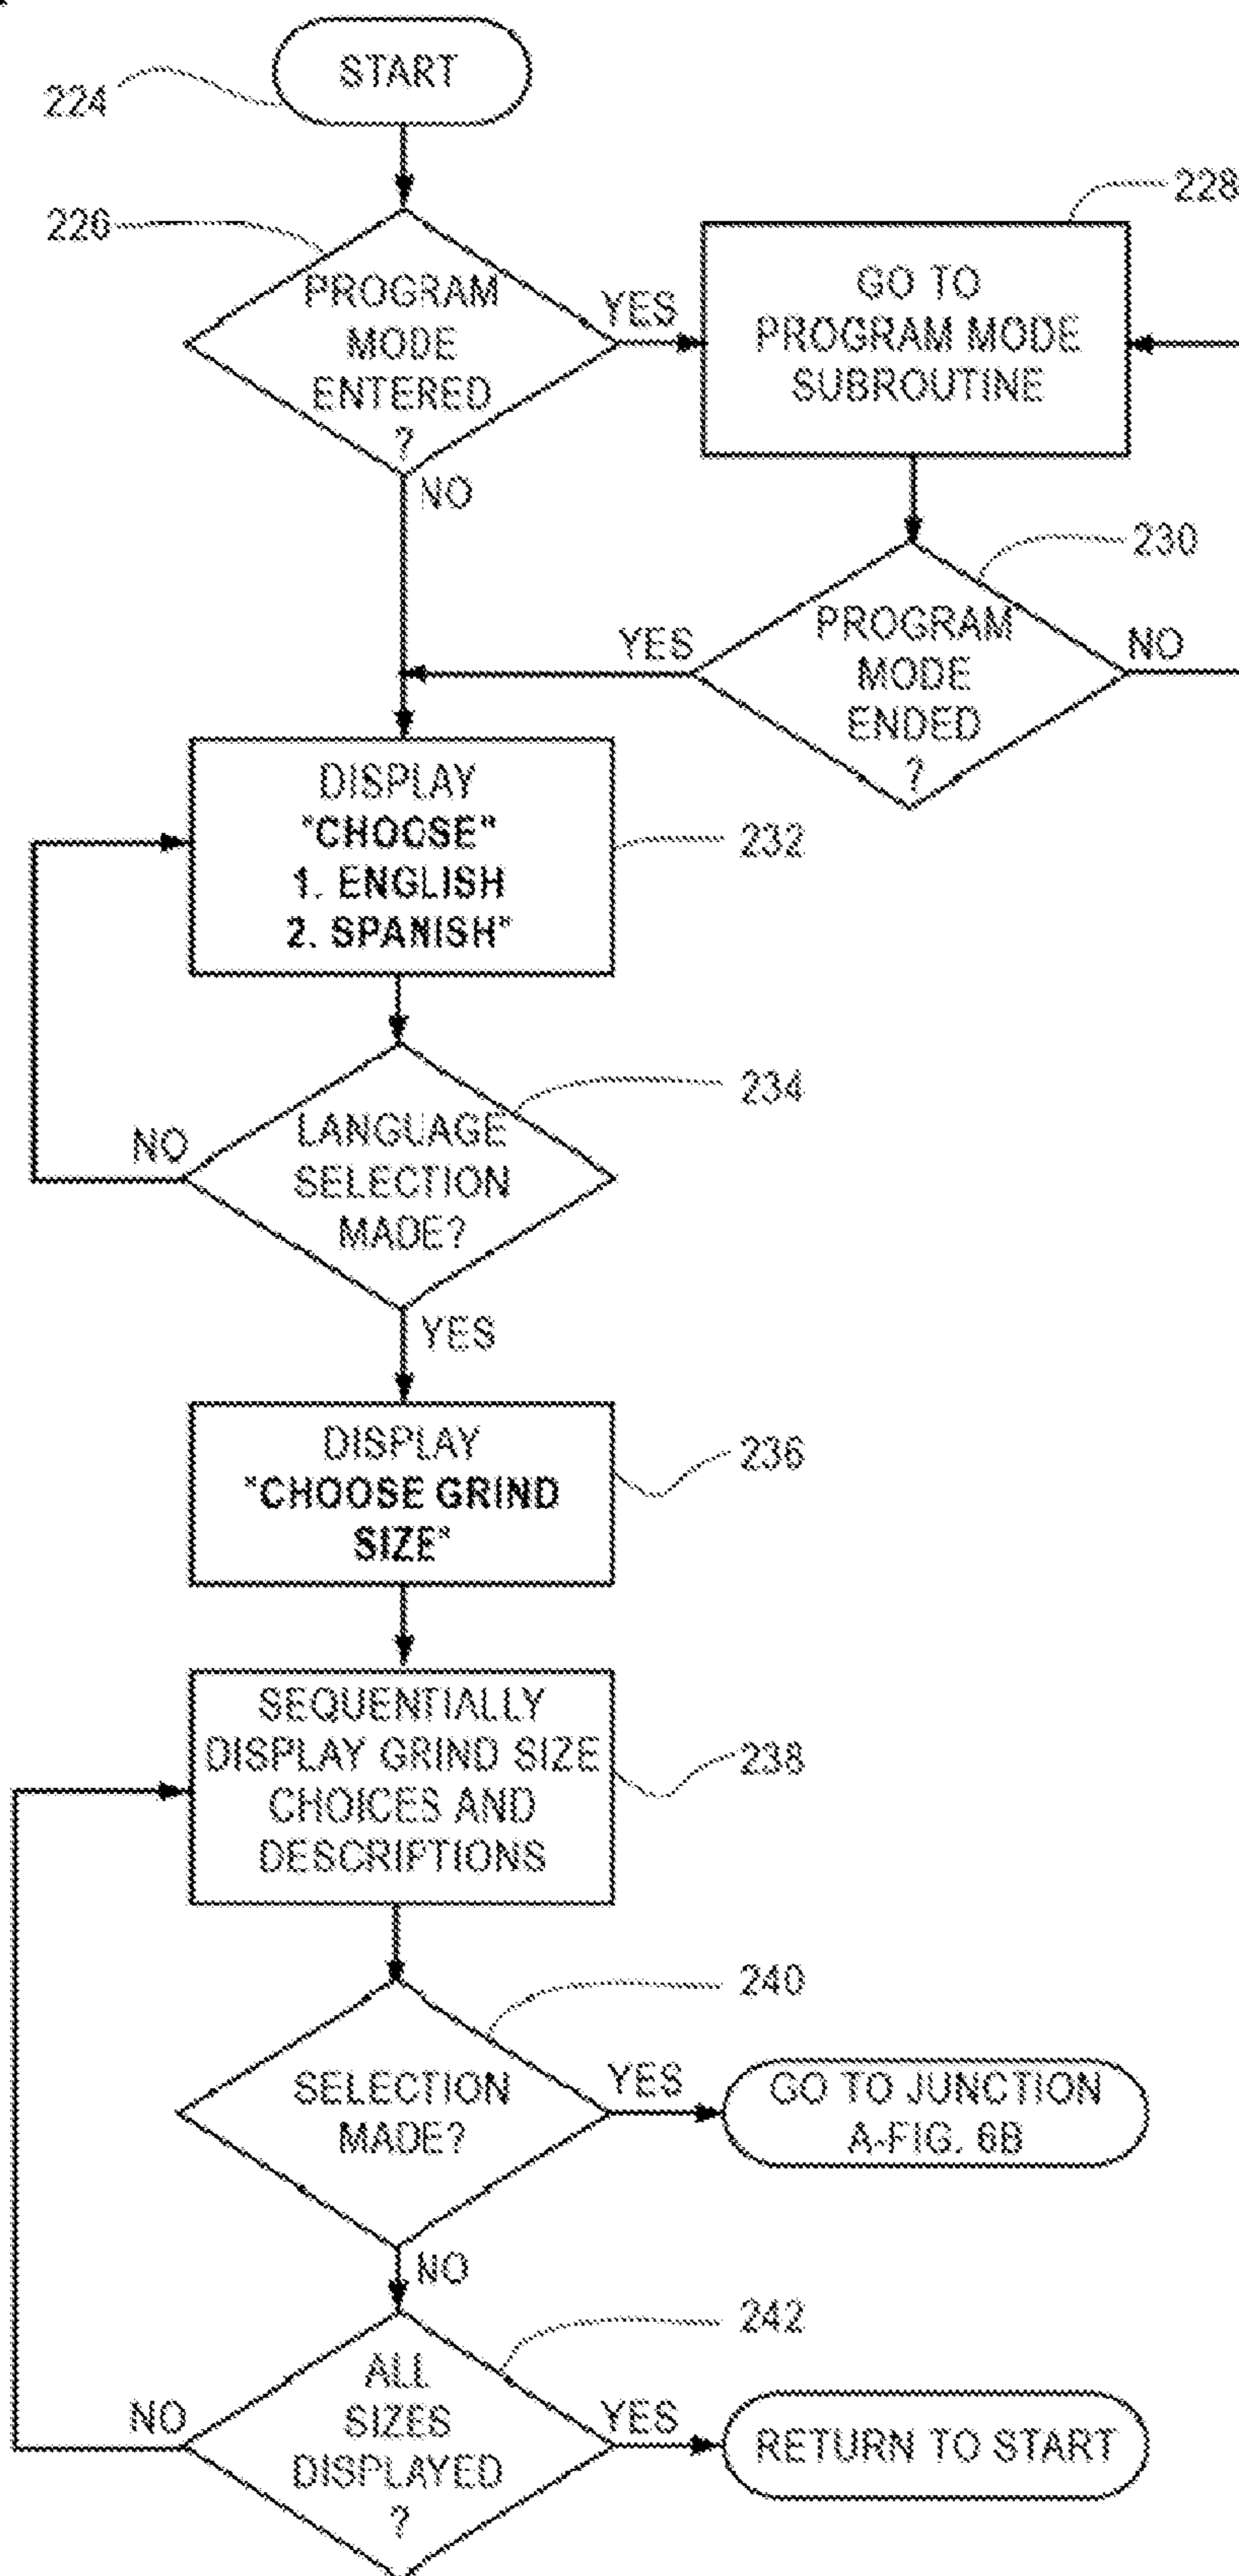 START
224
226
PROGRAM
MODE
ENTERED
?
YES
NO
228
GO TO
PROGRAM MODE
SUBROUTINE
230
PROGRAM
MODE
ENDED
?
YES
NO
DISPLAY
"CHOOSE"
1. ENGLISH
2. SPANISH"
232
234
LANGUAGE
SELECTION
MADE?
NO
YES
DISPLAY
"CHOOSE GRIND
SIZE"
236
SEQUENTIALLY
DISPLAY GRIND SIZE
CHOICES AND
DESCRIPTIONS
238
240
SELECTION
MADE?
YES
GO TO JUNCTION
A-FIG. 6B
NO
242
ALL
SIZES
DISPLAYED
?
NO
YES
RETURN TO START